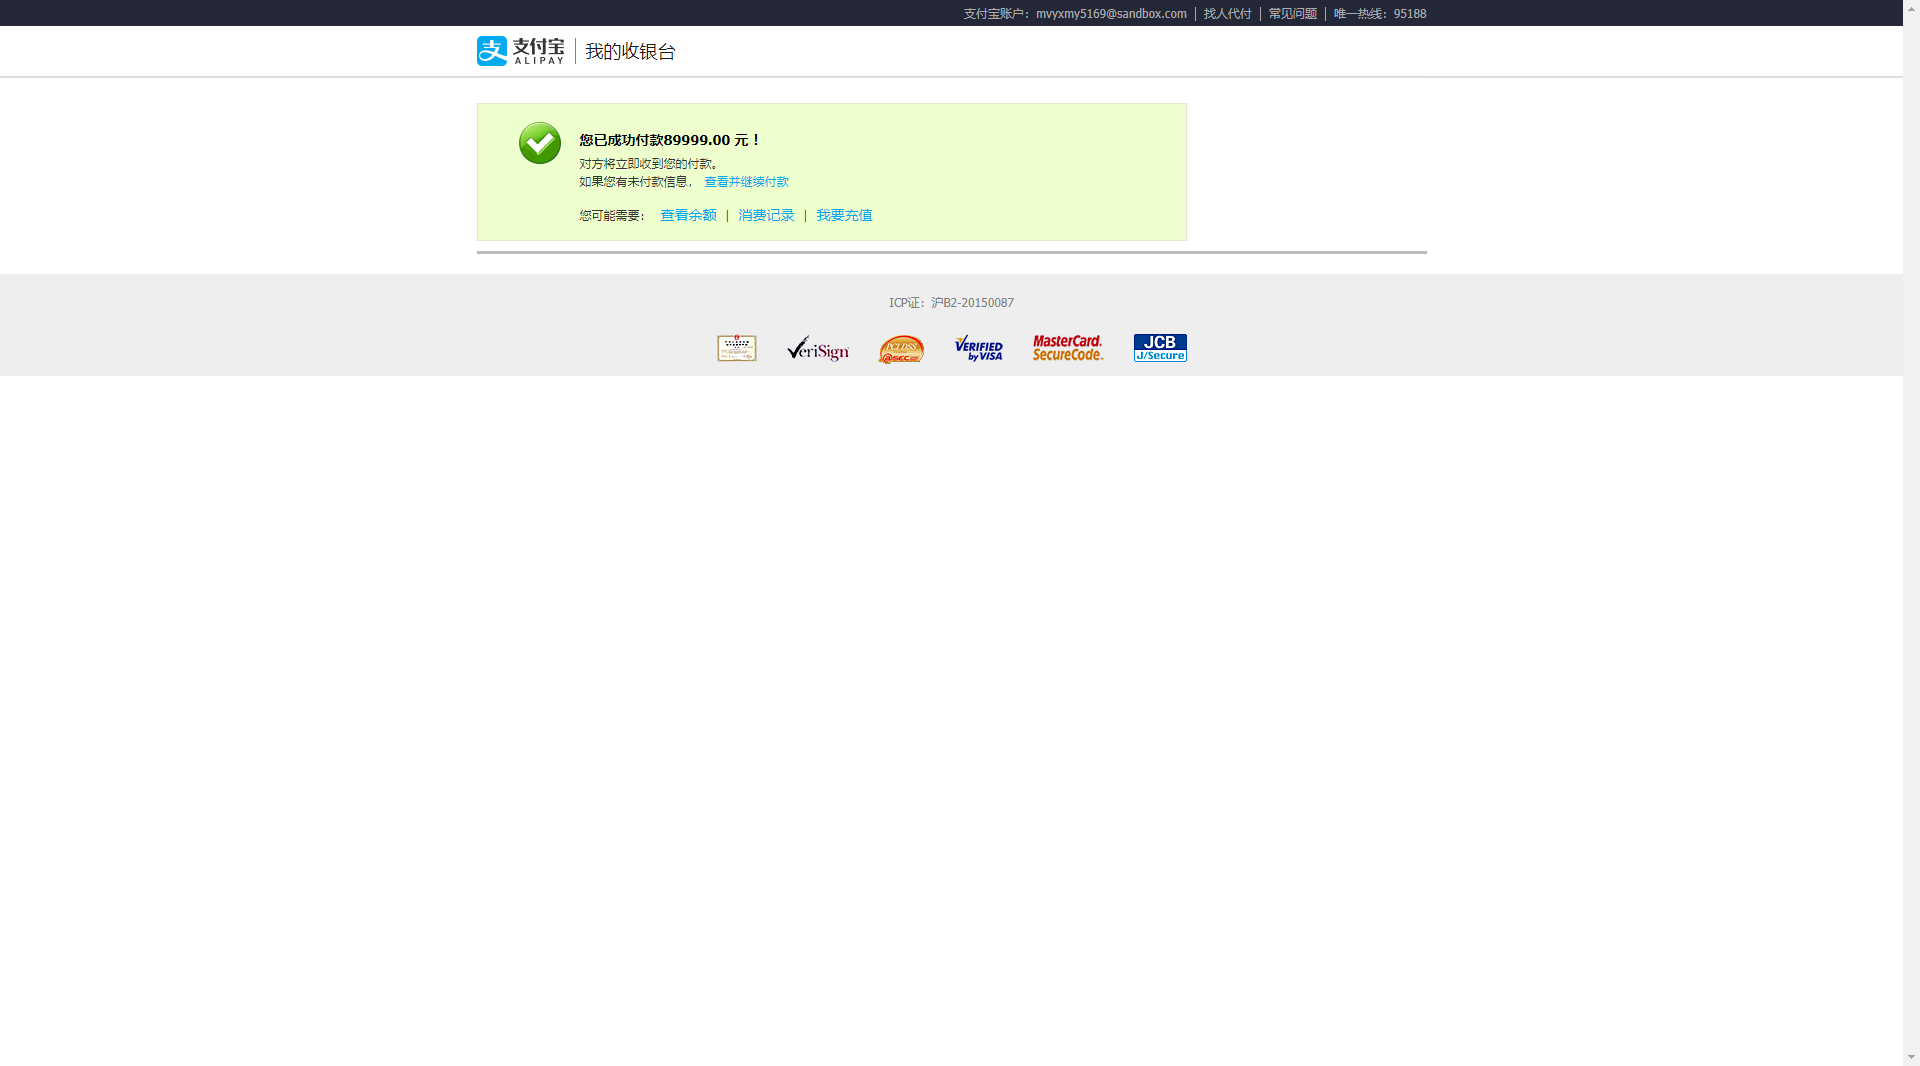 支付宝账户：mvyxmy5169@sandbox.com 找人代付 常见问题 唯一热线：95188
支付宝 ALIPAY 我的收银台
您已成功付款89999.00 元！
对方将立即收到您的付款。
如果您有未付款信息， 查看并继续付款
您可能需要： 查看余额 | 消费记录 | 我要充值
ICP证：沪B2-20150087
VeriSign VERIFIED by VISA MasterCard. SecureCode. JCB J/Secure